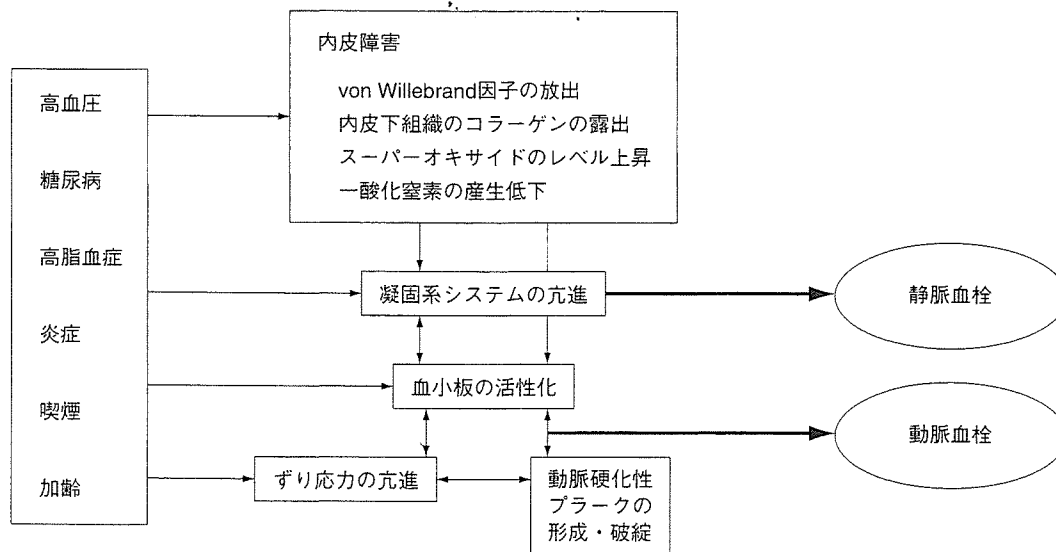 内皮障害
von Willebrand因子の放出
内皮下組織のコラーゲンの露出
スーパーオキサイドのレベル上昇
一酸化窒素の産生低下
高血圧
糖尿病
高脂血症
炎症
喫煙
加齢
凝固系システムの亢進
血小板の活性化
ずり応力の亢進
動脈硬化性
プラークの
形成・破綻
静脈血栓
動脈血栓